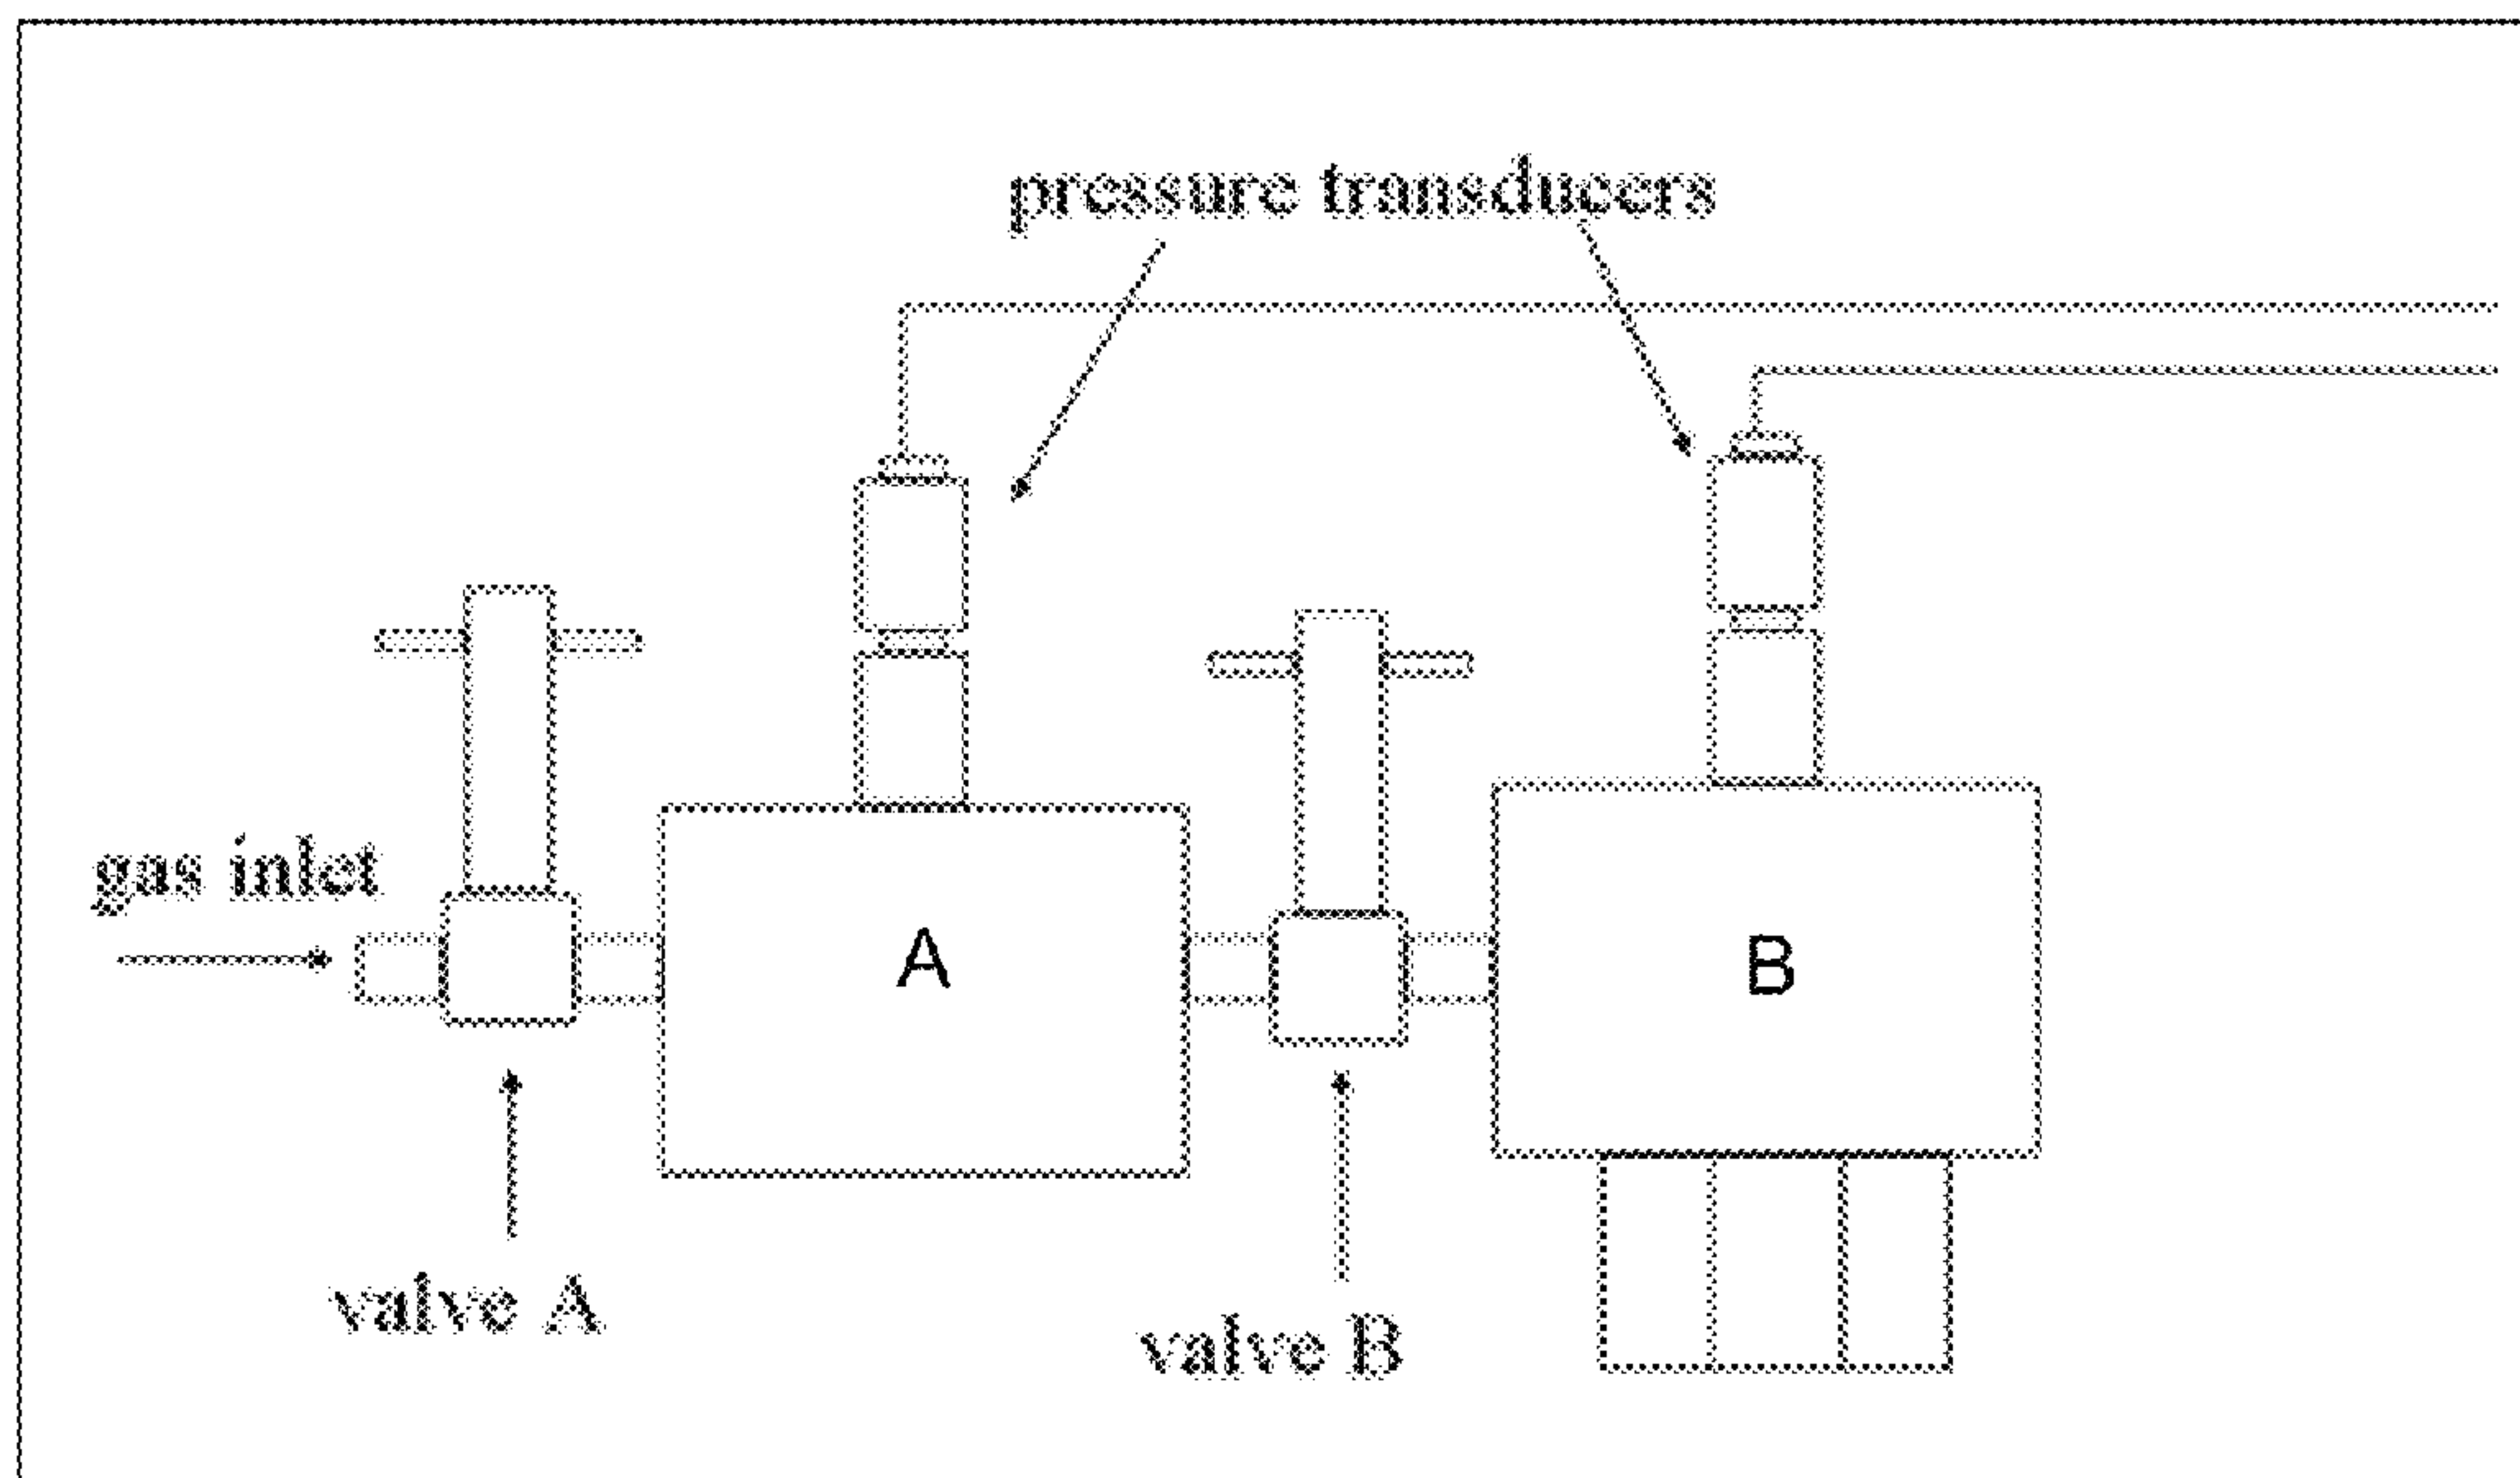 pressure transducers
gas inlet
A
B
valve A
valve B